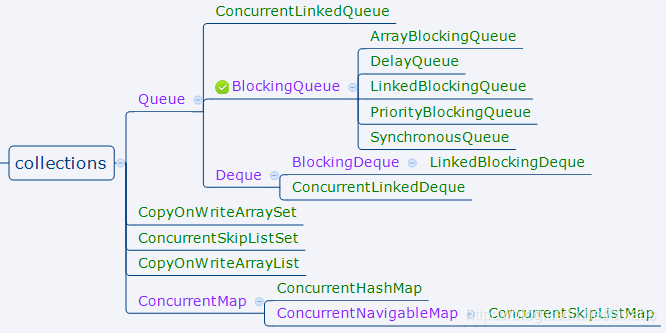 ConcurrentLinkedQueue
ArrayBlockingQueue
DelayQueue
BlockingQueue
LinkedBlockingQueue
Queue
PriorityBlockingQueue
SynchronousQueue
BlockingDeque
LinkedBlockingDeque
collections
Deque
ConcurrentLinkedDeque
CopyOnWriteArraySet
ConcurrentSkipListSet
CopyOnWriteArrayList
ConcurrentHashMap
ConcurrentMap
ConcurrentNavigableMap
ConcurrentSkipListMap